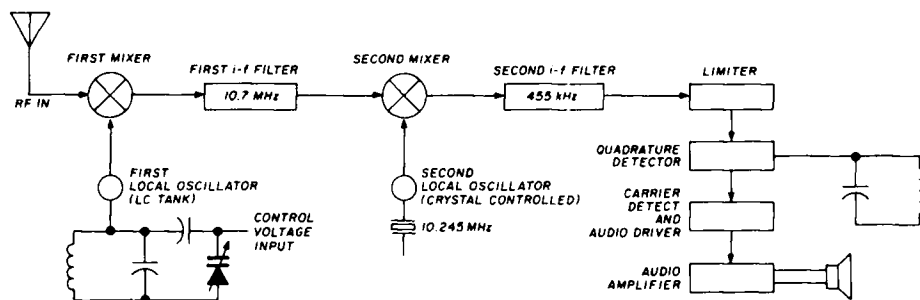 FIRST MIXER
FIRST i-f FILTER
SECOND MIXER
SECOND i-f FILTER
LIMITER
10.7 MHz
455 kHz
RF IN
QUADRATURE
DETECTOR
FIRST
LOCAL OSCILLATOR
(LC TANK)
SECOND
LOCAL OSCILLATOR
(CRYSTAL CONTROLLED)
CARRIER
DETECT
AND
AUDIO DRIVER
CONTROL
VOLTAGE
INPUT
10.245 MHz
AUDIO
AMPLIFIER